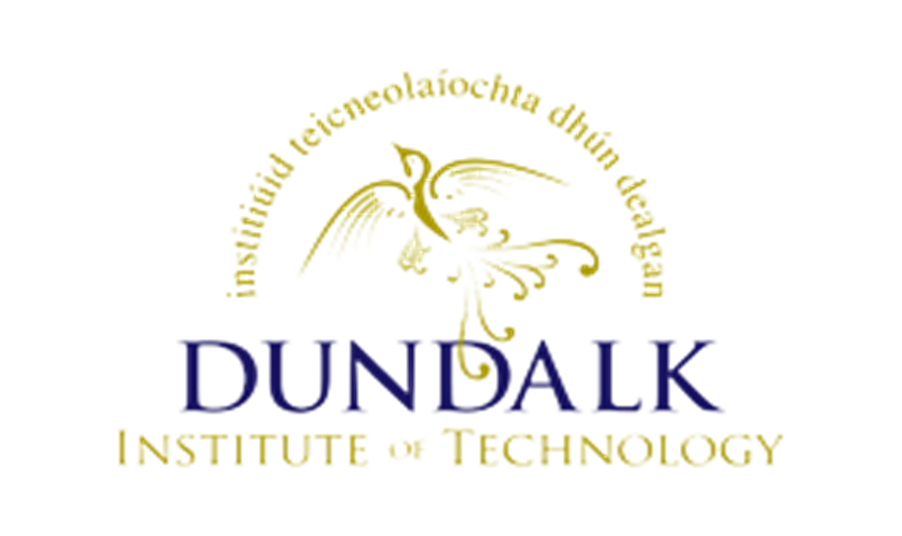 institiúid teicneolaíochta dhún dealgan
DUNDALK
INSTITUTE OF TECHNOLOGY